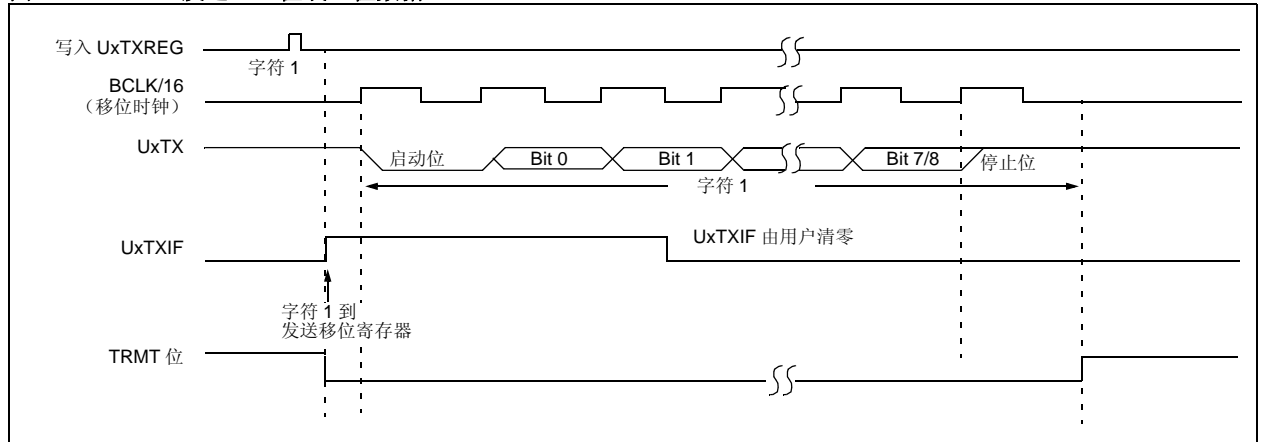 写入 UxTXREG
字符 1
BCLK/16
（移位时钟）
UxTX
启动位
Bit 0
Bit 1
Bit 7/8
停止位
字符 1
UxTXIF
UxTXIF 由用户清零
字符 1 到
发送移位寄存器
TRMT 位